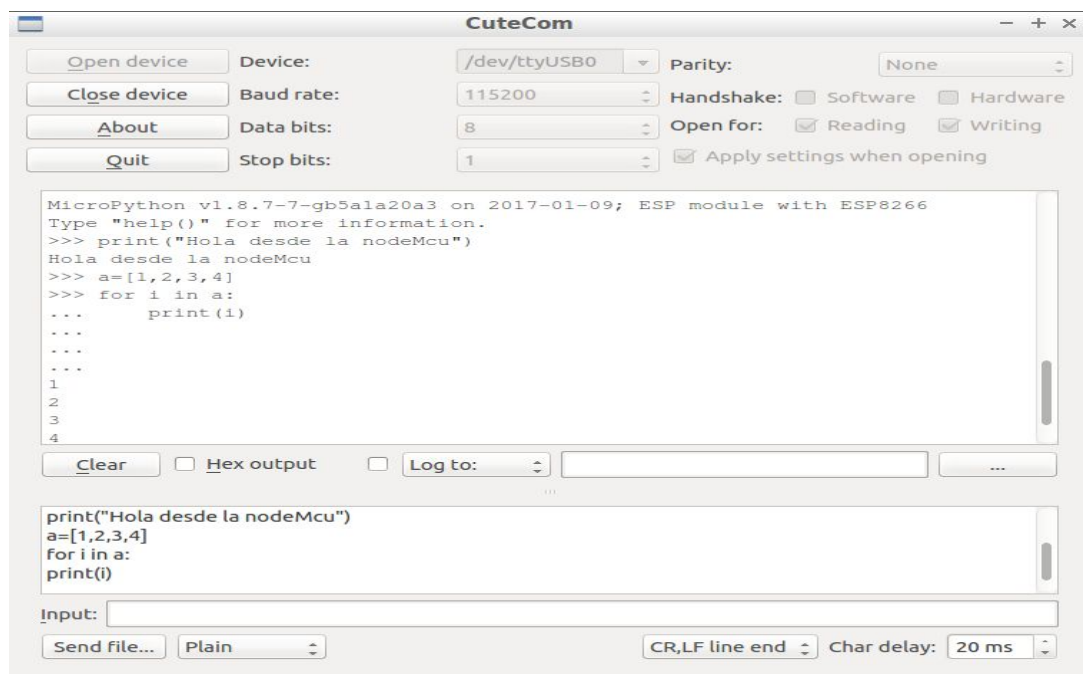 CuteCom
Open device Device: /dev/ttyUSB0 Parity: None
Close device Baud rate: 115200 Handshake: Software Hardware
About Data bits: 8 Open for: Reading Writing
Quit Stop bits: 1 Apply settings when opening
MicroPython v1.8.7-7-gb5a1a20a3 on 2017-01-09; ESP module with ESP8266
Type "help()" for more information.
>>> print("Hola desde la nodeMcu")
Hola desde la nodeMcu
>>> a=[1,2,3,4]
>>> for i in a:
...     print(i)
...
...
...
1
2
3
4
Clear Hex output Log to: ...
print("Hola desde la nodeMcu")
a=[1,2,3,4]
for i in a:
print(i)
Input:
Send file... Plain CR,LF line end Char delay: 20 ms